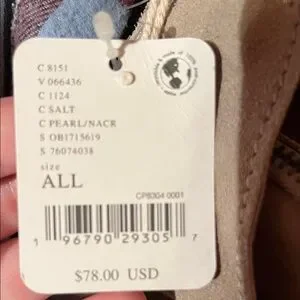 C 8151
V 066436
C 1124
C SALT
C PEARL/NACR
S OB1715619
S 76074038
size
ALL
CP8304 0001
1 96790 29305 7
$78.00 USD